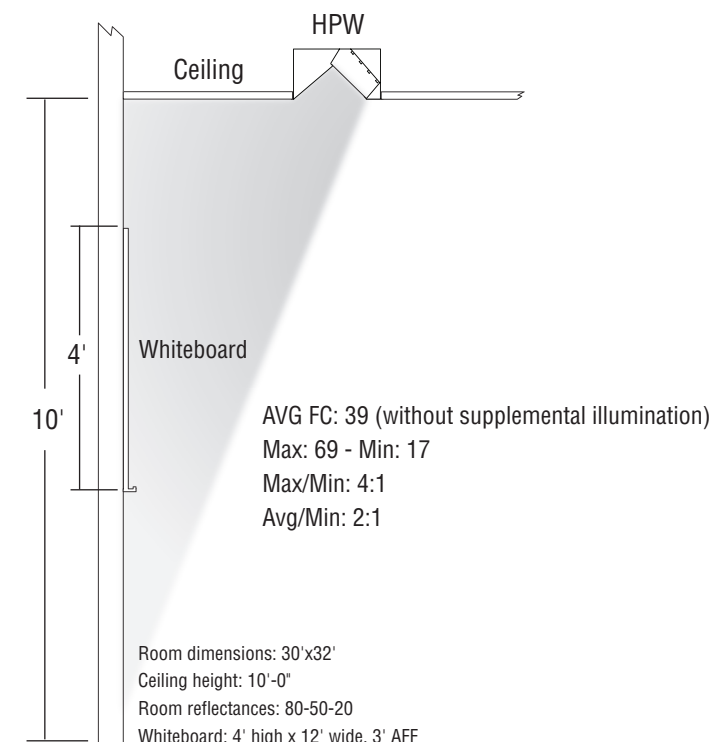 HPW
Ceiling
4'
Whiteboard
10'
AVG FC: 39 (without supplemental illumination)
Max: 69 - Min: 17
Max/Min: 4:1
Avg/Min: 2:1
Room dimensions: 30'x32'
Ceiling height: 10'-0"
Room reflectances: 80-50-20
Whiteboard: 4' high x 12' wide, 3' AFF